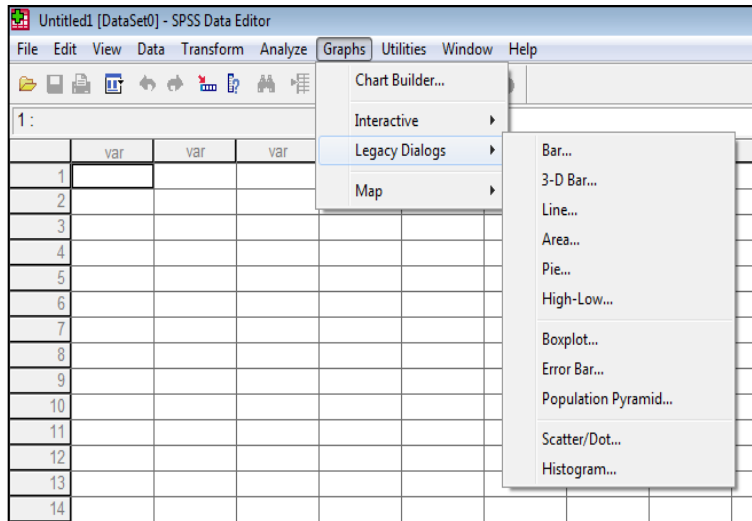 Untitled1 [DataSet0] - SPSS Data Editor
File Edit View Data Transform Analyze Graphs Utilities Window Help
1 :
var var var
1
2
3
4
5
6
7
8
9
10
11
12
13
14
Chart Builder...
Interactive
Legacy Dialogs
Map
Bar...
3-D Bar...
Line...
Area...
Pie...
High-Low...
Boxplot...
Error Bar...
Population Pyramid...
Scatter/Dot...
Histogram...